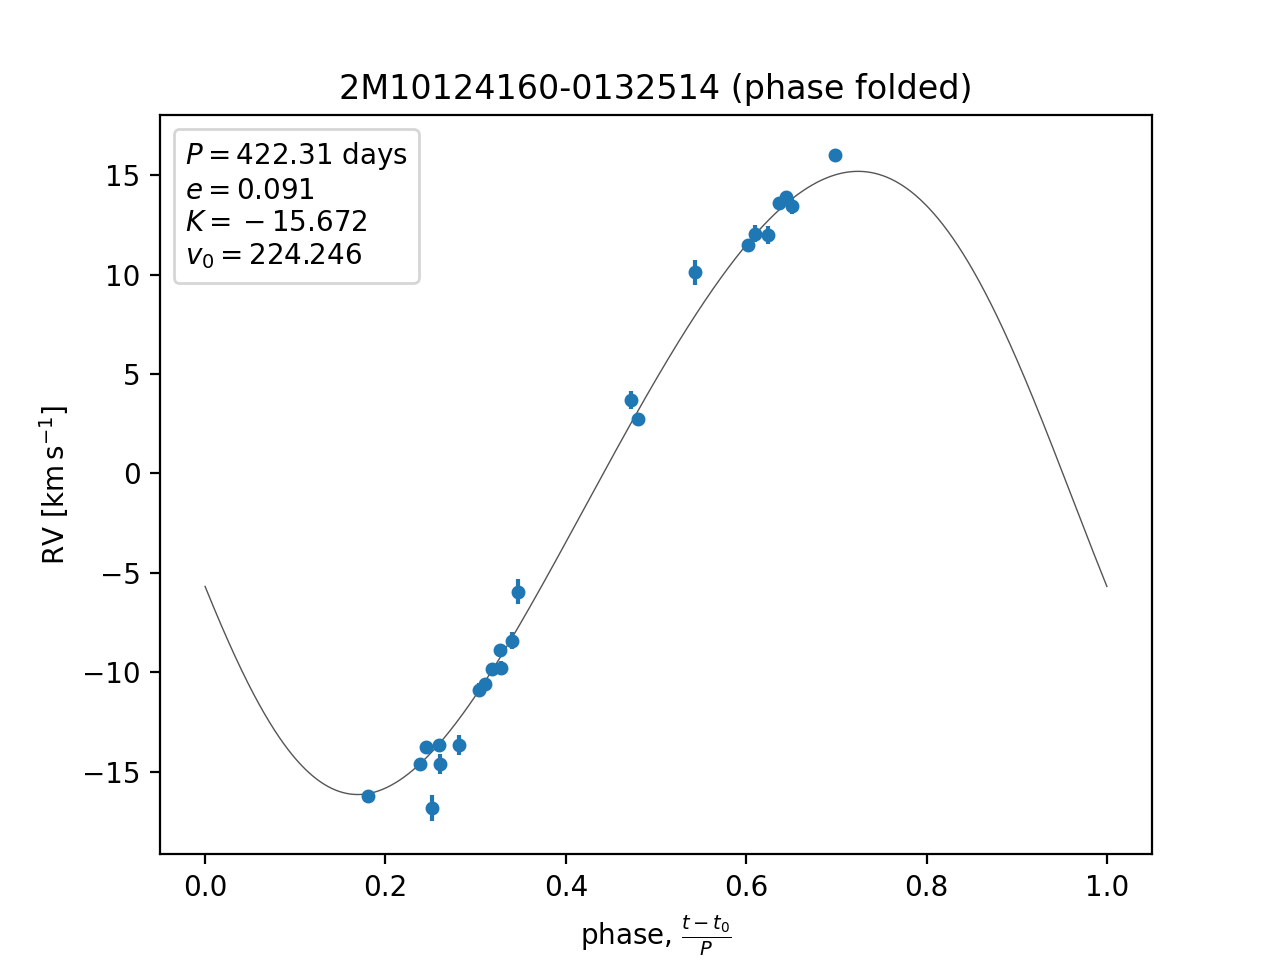 2M10124160-0132514 (phase folded)
P = 422.31 days
e = 0.091
K = −15.672
v₀ = 224.246
15
10
5
0
−5
−10
−15
RV [km s⁻¹]
0.0 0.2 0.4 0.6 0.8 1.0
phase, (t − t₀)/P